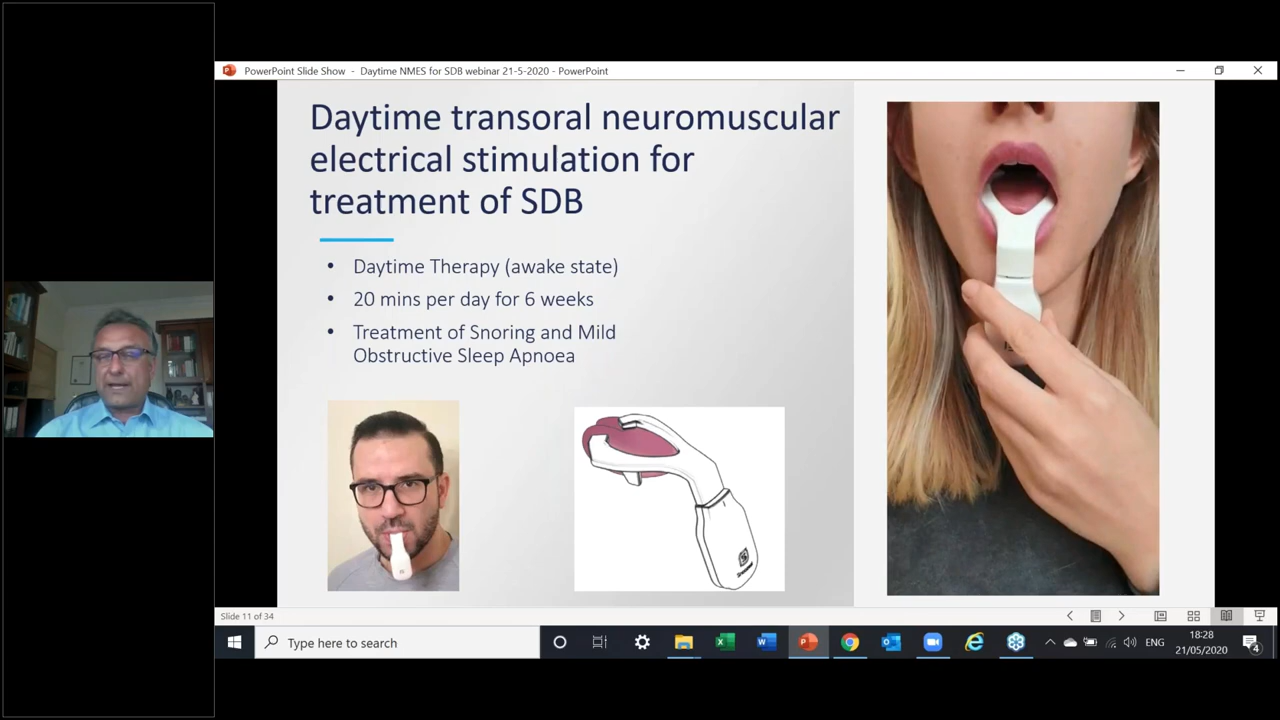 PowerPoint Slide Show - Daytime NMES for SDB webinar 21-5-2020 - PowerPoint
Daytime transoral neuromuscular
electrical stimulation for
treatment of SDB
• Daytime Therapy (awake state)
• 20 mins per day for 6 weeks
• Treatment of Snoring and Mild
Obstructive Sleep Apnoea
Slide 11 of 34
Type here to search
ENG
18:28
21/05/2020
4